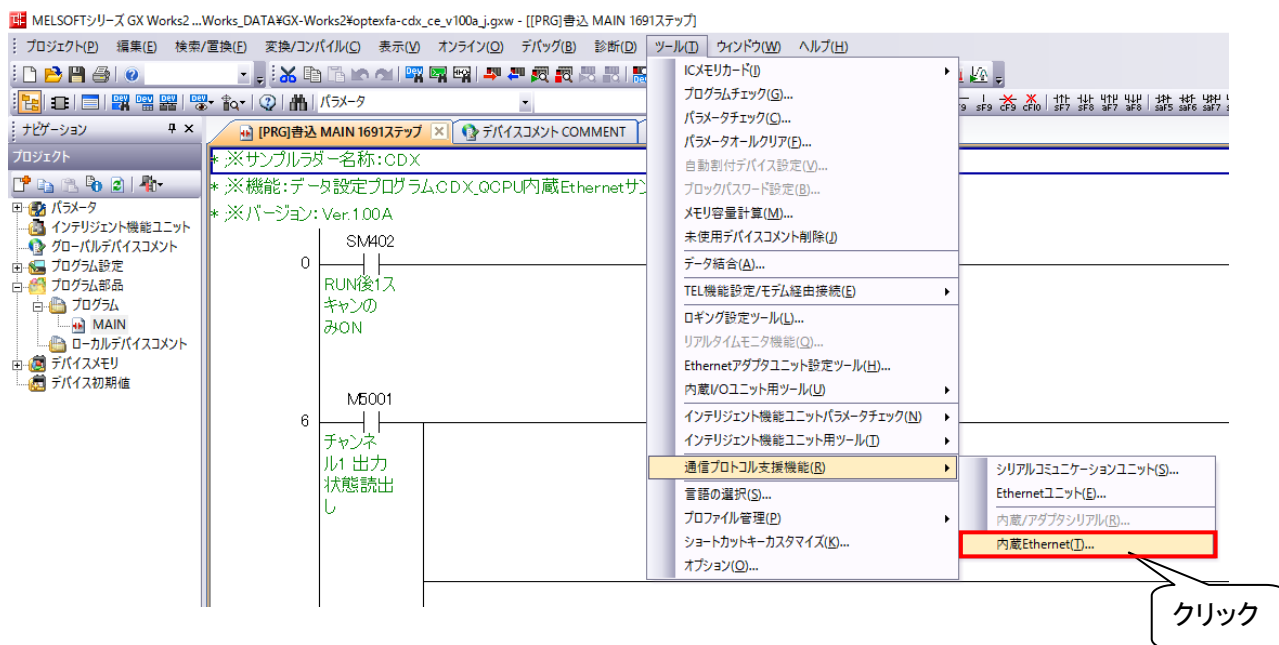 MELSOFTシリーズ GX Works2 ...Works_DATA¥GX-Works2¥optexfa-cdx_ce_v100a_j.gxw - [[PRG]書込 MAIN 1691ステップ]
プロジェクト(P) 編集(E) 検索/置換(F) 変換/コンパイル(C) 表示(V) オンライン(O) デバッグ(B) 診断(D) ツール(T) ウィンドウ(W) ヘルプ(H)
パラメータ
sF9 cF9 cF10 sF7 sF8 aF7 aF8 saF5 saF6 saF7
ナビゲーション
[PRG]書込 MAIN 1691ステップ
デバイスコメント COMMENT
プロジェクト
パラメータ
インテリジェント機能ユニット
グローバルデバイスコメント
プログラム設定
プログラム部品
プログラム
MAIN
ローカルデバイスコメント
デバイスメモリ
デバイス初期値
* ;※サンプルラダー名称:CDX
* ;※機能:データ設定プログラムCDX_QCPU内蔵Ethernetサン
* ;※バージョン:Ver.1.00A
SM402
0
RUN後1ス
キャンの
みON
M5001
6
チャンネ
ル1 出力
状態読出
し
ICメモリカード(I)
プログラムチェック(G)...
パラメータチェック(C)...
パラメータオールクリア(E)...
自動割付デバイス設定(V)...
ブロックパスワード設定(B)...
メモリ容量計算(M)...
未使用デバイスコメント削除(J)
データ結合(A)...
TEL機能設定/モデム経由接続(E)
ロギング設定ツール(L)...
リアルタイムモニタ機能(Q)...
Ethernetアダプタユニット設定ツール(H)...
内蔵I/Oユニット用ツール(U)
インテリジェント機能ユニットパラメータチェック(N)
インテリジェント機能ユニット用ツール(T)
通信プロトコル支援機能(R)
言語の選択(S)...
プロファイル管理(P)
ショートカットキーカスタマイズ(K)...
オプション(O)...
シリアルコミュニケーションユニット(S)...
Ethernetユニット(E)...
内蔵/アダプタシリアル(R)...
内蔵Ethernet(T)...
クリック